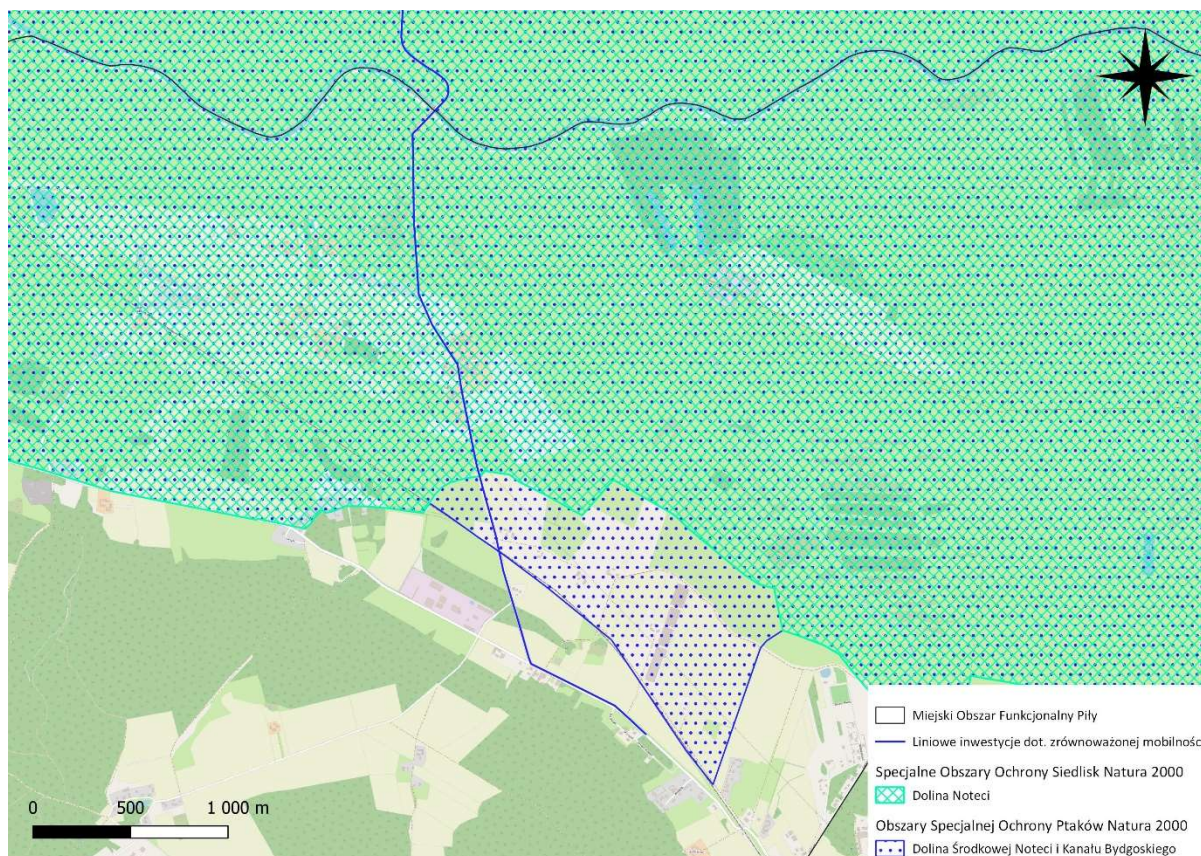 Miejski Obszar Funkcjonalny Piły
Liniowe inwestycje dot. zrównoważonej mobilnośc
Specjalne Obszary Ochrony Siedlisk Natura 2000
Dolina Noteci
Obszary Specjalnej Ochrony Ptaków Natura 2000
Dolina Środkowej Noteci i Kanału Bydgoskiego
0 500 1 000 m